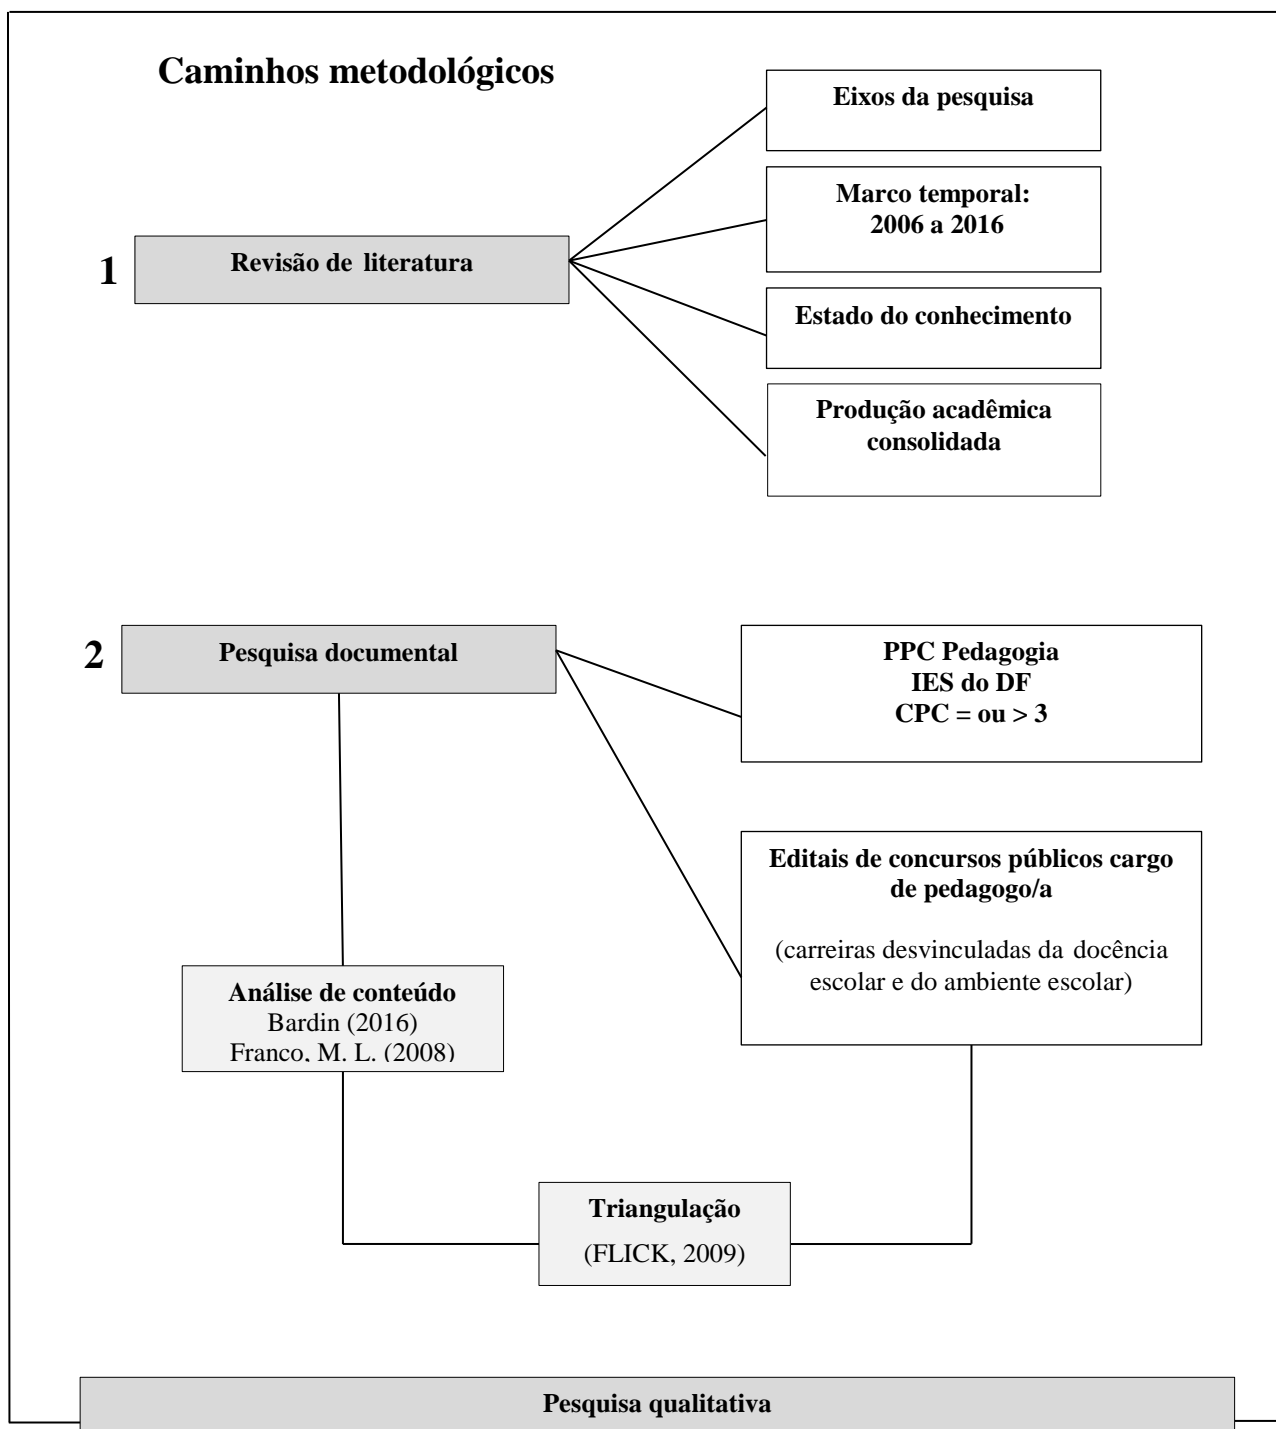 Caminhos metodológicos
Eixos da pesquisa
Marco temporal:
2006 a 2016
1
Revisão de literatura
Estado do conhecimento
Produção acadêmica
consolidada
2
Pesquisa documental
PPC Pedagogia
IES do DF
CPC = ou > 3
Editais de concursos públicos cargo
de pedagogo/a
(carreiras desvinculadas da docência
escolar e do ambiente escolar)
Análise de conteúdo
Bardin (2016)
Franco, M. L. (2008)
Triangulação
(FLICK, 2009)
Pesquisa qualitativa